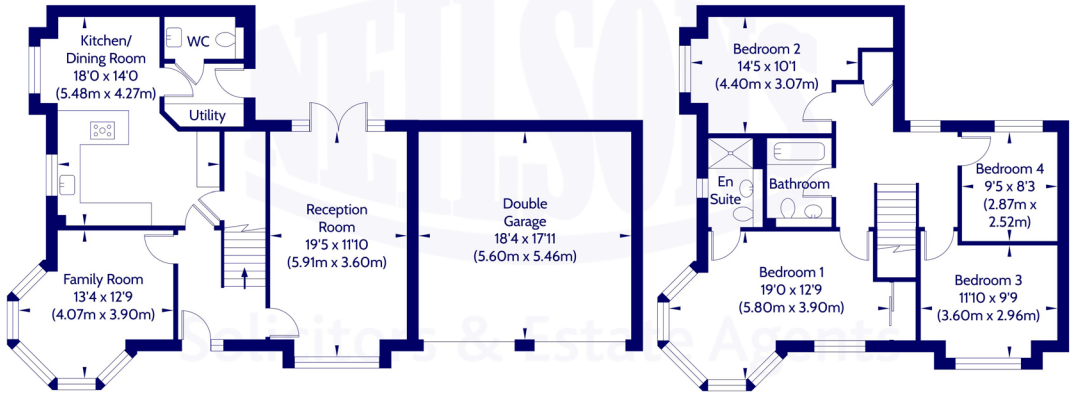 NEILSONS
Solicitors & Estate Agents
Kitchen/
Dining Room
18'0 x 14'0
(5.48m x 4.27m)
WC
Utility
Family Room
13'4 x 12'9
(4.07m x 3.90m)
Reception
Room
19'5 x 11'10
(5.91m x 3.60m)
Double
Garage
18'4 x 17'11
(5.60m x 5.46m)
Bedroom 2
14'5 x 10'1
(4.40m x 3.07m)
En
Suite
Bathroom
Bedroom 4
9'5 x 8'3
(2.87m x
2.52m)
Bedroom 1
19'0 x 12'9
(5.80m x 3.90m)
Bedroom 3
11'10 x 9'9
(3.60m x 2.96m)